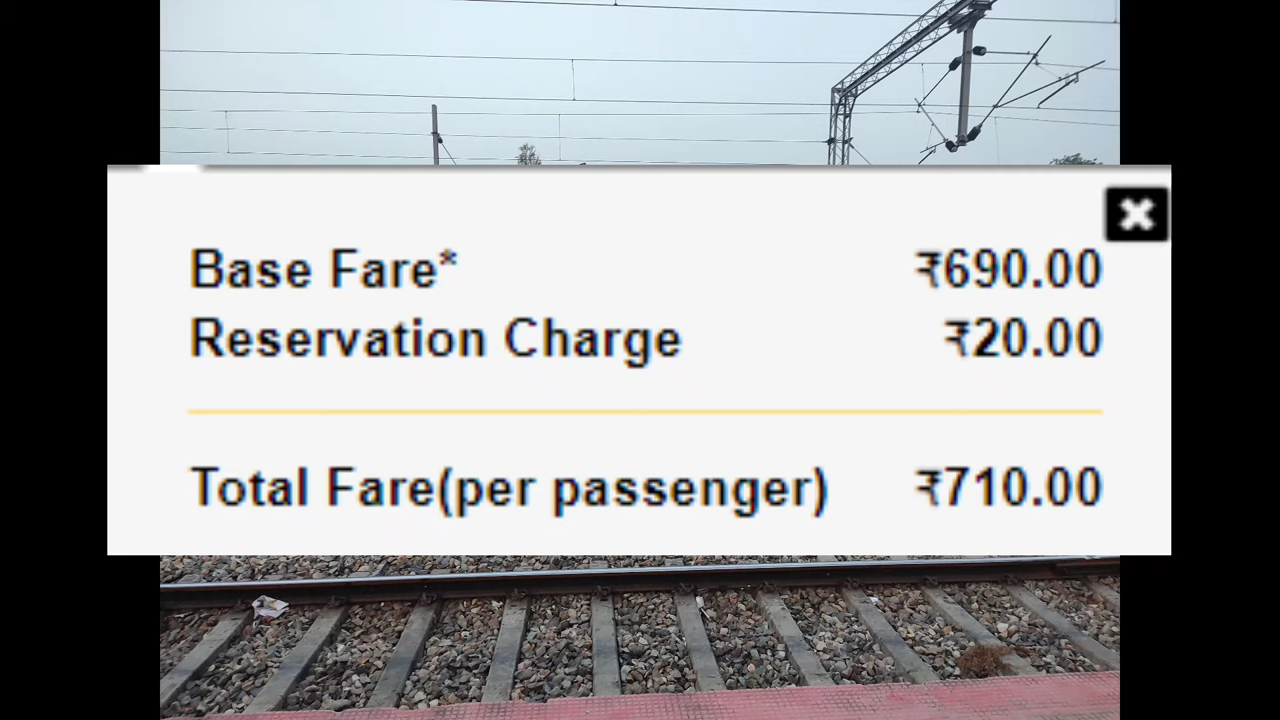 Base Fare* ₹690.00
Reservation Charge ₹20.00
Total Fare(per passenger) ₹710.00